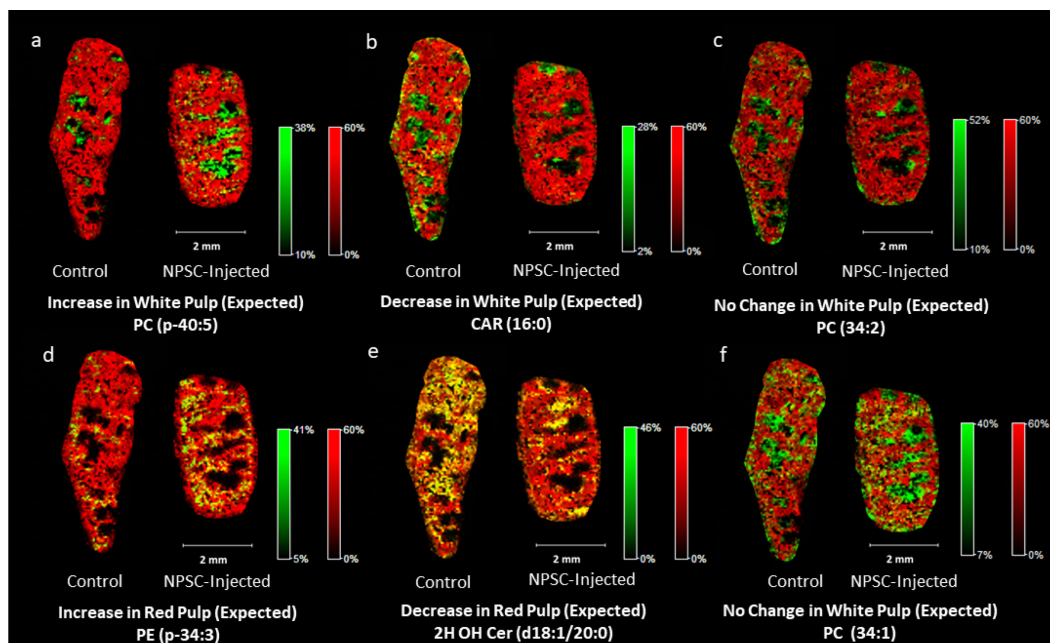 a
b
c
38%
60%
28%
60%
52%
60%
10%
0%
2%
0%
10%
0%
2 mm
2 mm
2 mm
Control
NPSC-Injected
Control
NPSC-Injected
Control
NPSC-Injected
Increase in White Pulp (Expected)
PC (p-40:5)
Decrease in White Pulp (Expected)
CAR (16:0)
No Change in White Pulp (Expected)
PC (34:2)
d
e
f
41%
60%
46%
60%
40%
60%
5%
0%
0%
0%
7%
0%
2 mm
2 mm
2 mm
Control
NPSC-Injected
Control
NPSC-Injected
Control
NPSC-Injected
Increase in Red Pulp (Expected)
PE (p-34:3)
Decrease in Red Pulp (Expected)
2H OH Cer (d18:1/20:0)
No Change in White Pulp (Expected)
PC (34:1)